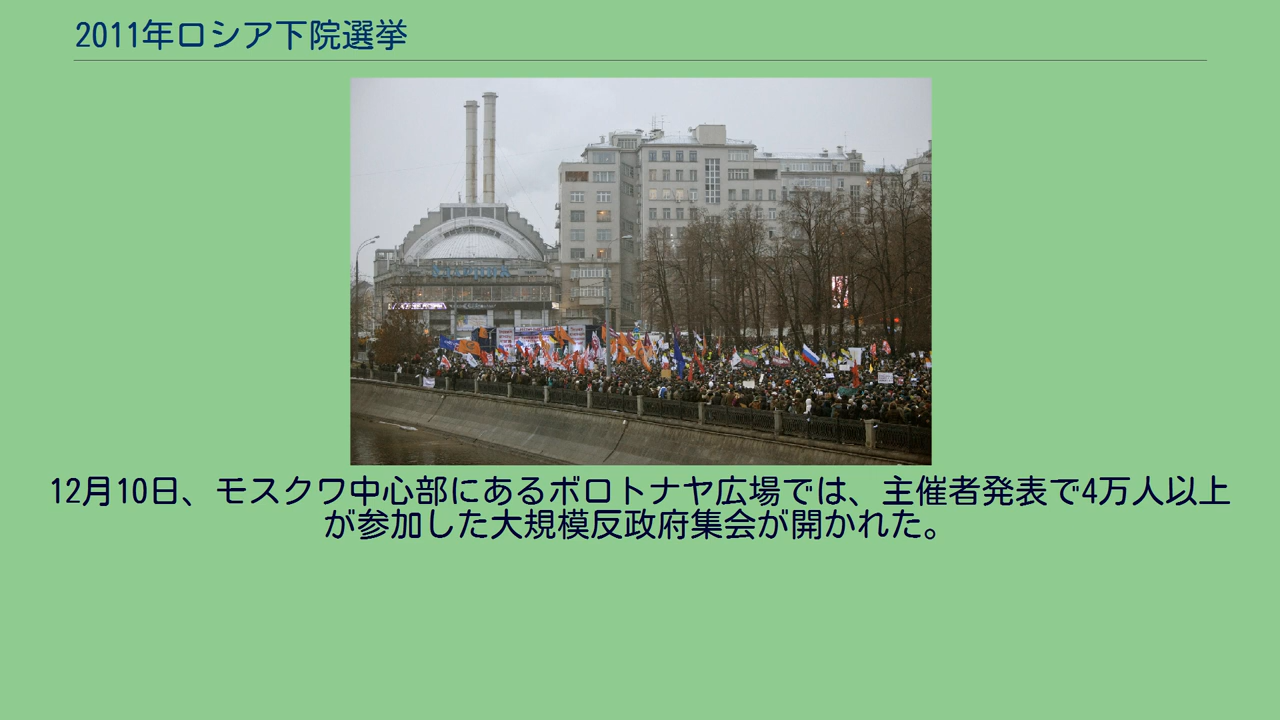 2011年ロシア下院選挙
12月10日、モスクワ中心部にあるボロトナヤ広場では、主催者発表で4万人以上
が参加した大規模反政府集会が開かれた。